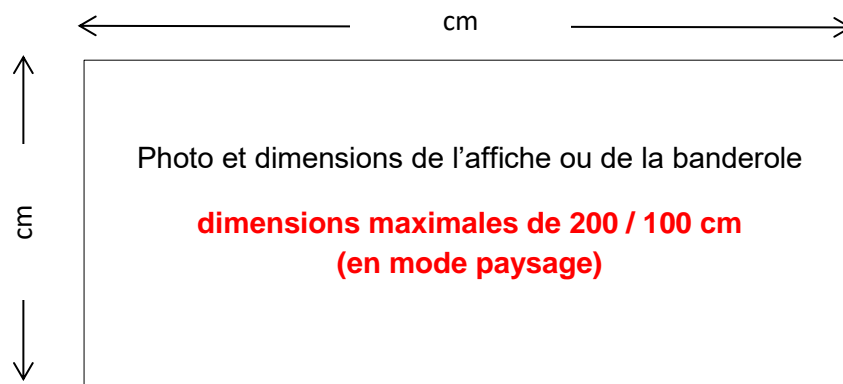 cm
Photo et dimensions de l’affiche ou de la banderole
cm
dimensions maximales de 200 / 100 cm
(en mode paysage)